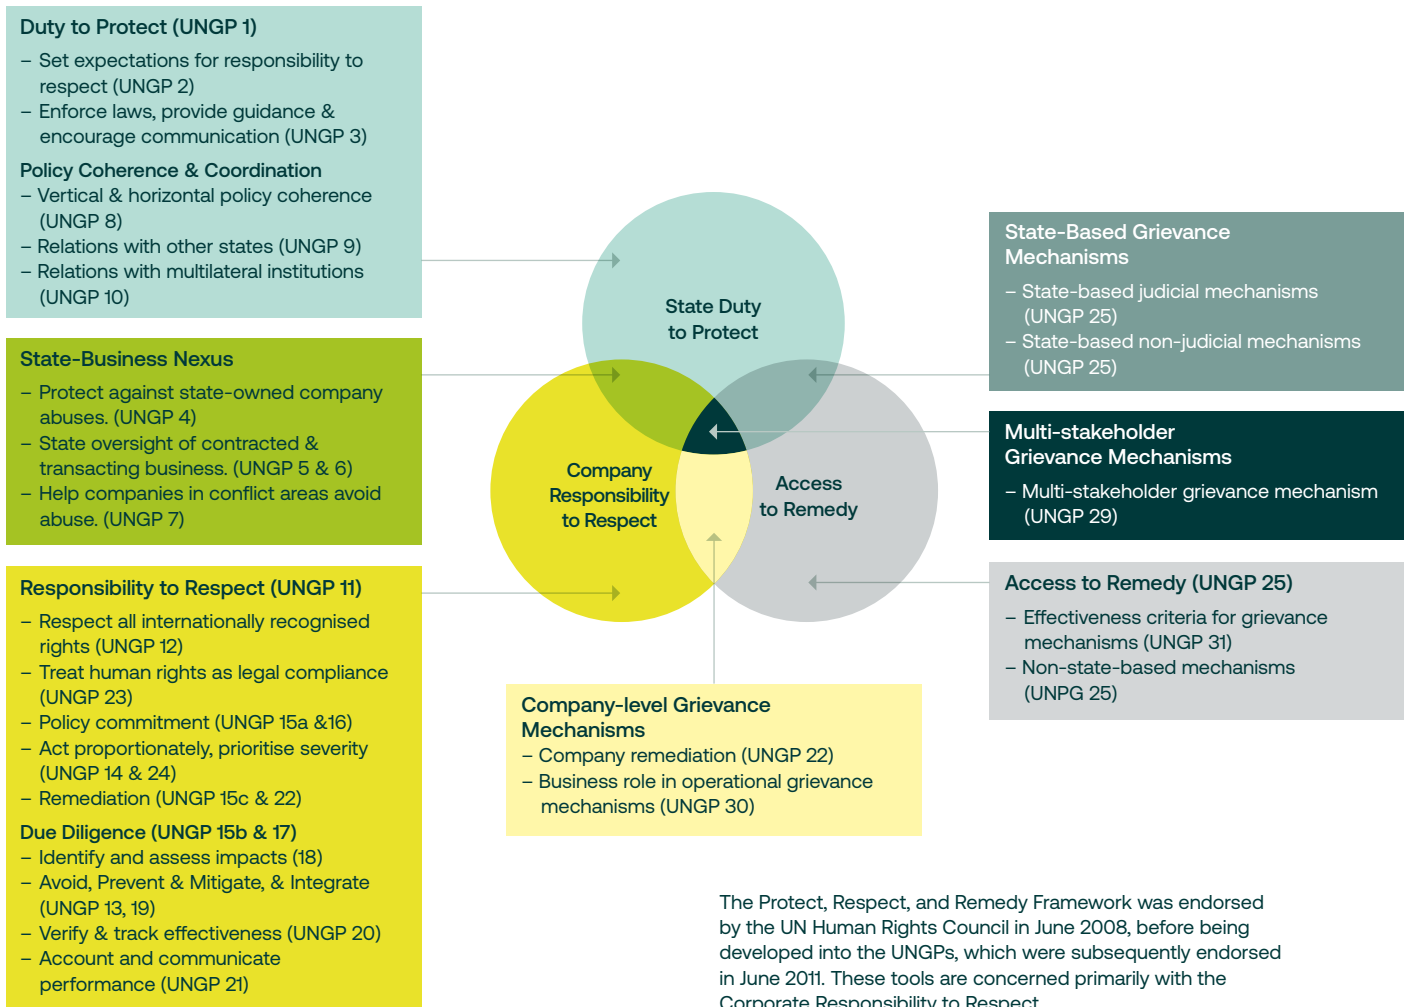 Duty to Protect (UNGP 1)
– Set expectations for responsibility to
respect (UNGP 2)
– Enforce laws, provide guidance &
encourage communication (UNGP 3)
Policy Coherence & Coordination
– Vertical & horizontal policy coherence
(UNGP 8)
– Relations with other states (UNGP 9)
– Relations with multilateral institutions
(UNGP 10)
State-Business Nexus
– Protect against state-owned company
abuses. (UNGP 4)
– State oversight of contracted &
transacting business. (UNGP 5 & 6)
– Help companies in conflict areas avoid
abuse. (UNGP 7)
Responsibility to Respect (UNGP 11)
– Respect all internationally recognised
rights (UNGP 12)
– Treat human rights as legal compliance
(UNGP 23)
– Policy commitment (UNGP 15a &16)
– Act proportionately, prioritise severity
(UNGP 14 & 24)
– Remediation (UNGP 15c & 22)
Due Diligence (UNGP 15b & 17)
– Identify and assess impacts (18)
– Avoid, Prevent & Mitigate, & Integrate
(UNGP 13, 19)
– Verify & track effectiveness (UNGP 20)
– Account and communicate
performance (UNGP 21)
State Duty
to Protect
Company
Responsibility
to Respect
Access
to Remedy
Company-level Grievance
Mechanisms
– Company remediation (UNGP 22)
– Business role in operational grievance
mechanisms (UNGP 30)
State-Based Grievance
Mechanisms
– State-based judicial mechanisms
(UNGP 25)
– State-based non-judicial mechanisms
(UNGP 25)
Multi-stakeholder
Grievance Mechanisms
– Multi-stakeholder grievance mechanism
(UNGP 29)
Access to Remedy (UNGP 25)
– Effectiveness criteria for grievance
mechanisms (UNGP 31)
– Non-state-based mechanisms
(UNPG 25)
The Protect, Respect, and Remedy Framework was endorsed
by the UN Human Rights Council in June 2008, before being
developed into the UNGPs, which were subsequently endorsed
in June 2011. These tools are concerned primarily with the
Corporate Responsibility to Respect